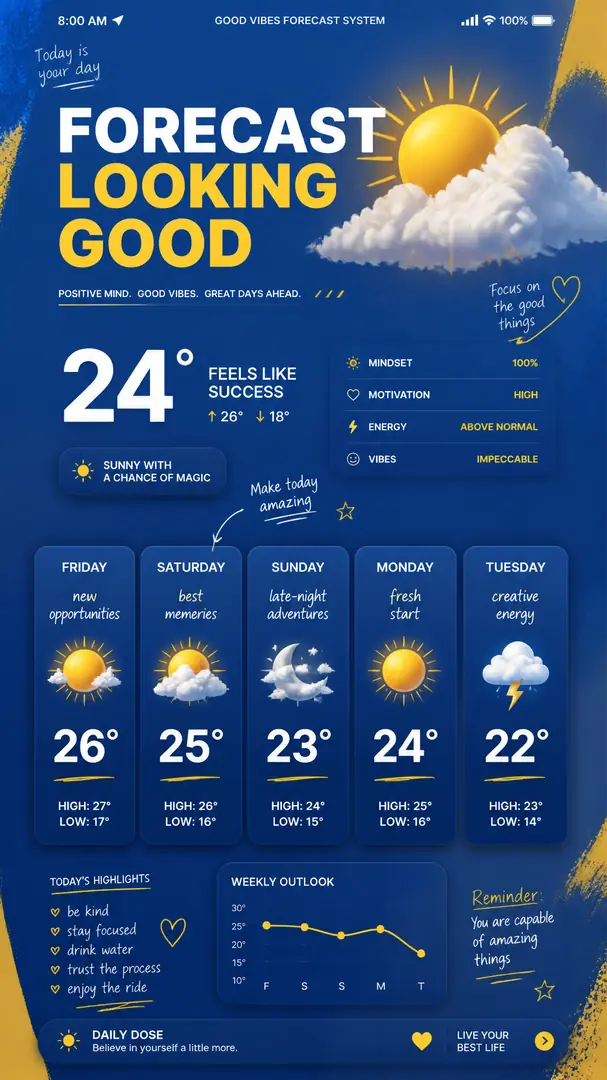 8:00 AM
GOOD VIBES FORECAST SYSTEM
100%
Today is
your day
FORECAST
LOOKING
GOOD
POSITIVE MIND. GOOD VIBES. GREAT DAYS AHEAD.
Focus on
the good
things
24°
FEELS LIKE
SUCCESS
↑ 26° ↓ 18°
SUNNY WITH
A CHANCE OF MAGIC
MINDSET 100%
MOTIVATION HIGH
ENERGY ABOVE NORMAL
VIBES IMPECCABLE
Make today
amazing
FRIDAY
new
opportunities
26°
HIGH: 27°
LOW: 17°
SATURDAY
best
memeries
25°
HIGH: 26°
LOW: 16°
SUNDAY
late-night
adventures
23°
HIGH: 24°
LOW: 15°
MONDAY
fresh
start
24°
HIGH: 25°
LOW: 16°
TUESDAY
creative
energy
22°
HIGH: 23°
LOW: 14°
TODAY'S HIGHLIGHTS
be kind
stay focused
drink water
trust the process
enjoy the ride
WEEKLY OUTLOOK
30°
25°
20°
15°
10°
F S S M T
Reminder:
You are capable
of amazing
things
DAILY DOSE
Believe in yourself a little more.
LIVE YOUR
BEST LIFE